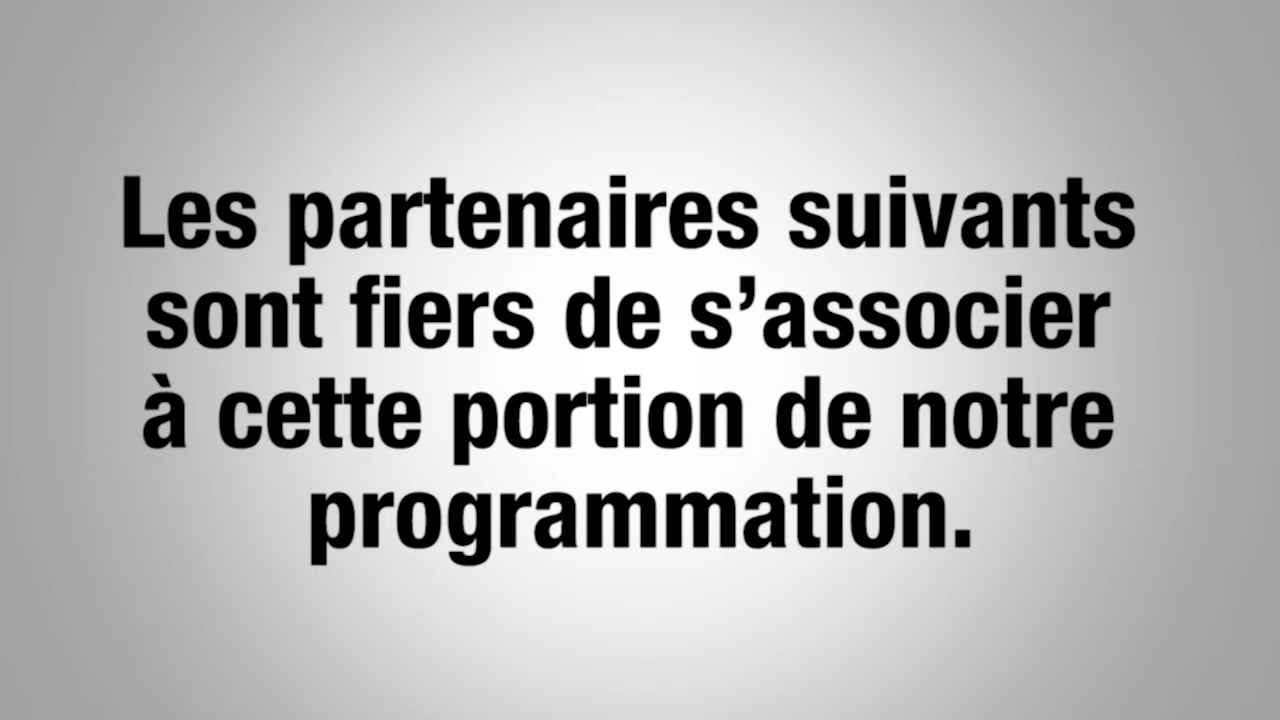 Les partenaires suivants
sont fiers de s’associer
à cette portion de notre
programmation.